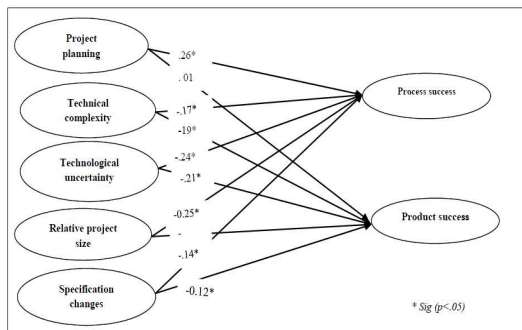 Project
planning
.26*
. 01
Process success
Technical
complexity
-.17*
-19*
Technological
uncertainty
-.24*
-.21*
Product success
Relative project
size
-0.25*
-
-.14*
Specification
changes
-0.12*
* Sig (p<.05)